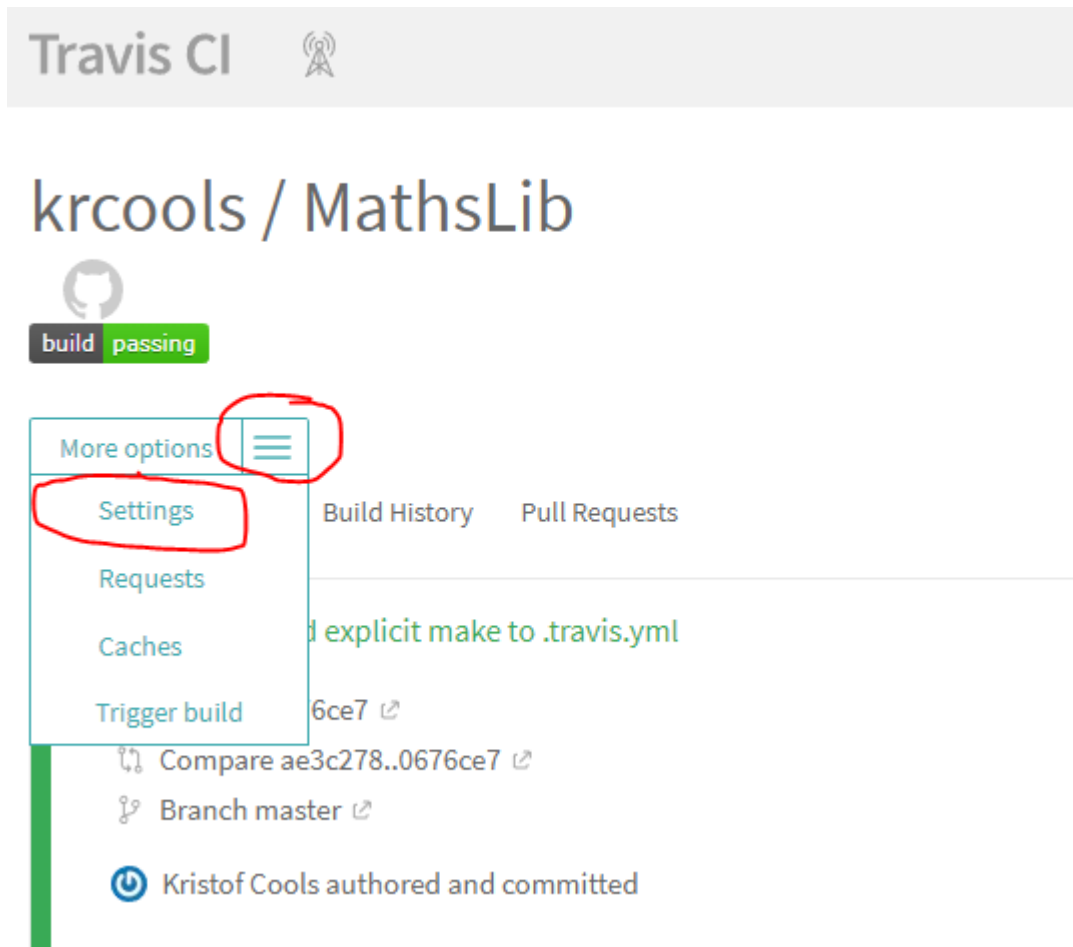 Travis CI
krcools / MathsLib
build passing
More options
Settings Build History Pull Requests
Requests
explicit make to .travis.yml
Caches
Trigger build 6ce7
Compare ae3c278..0676ce7
Branch master
Kristof Cools authored and committed